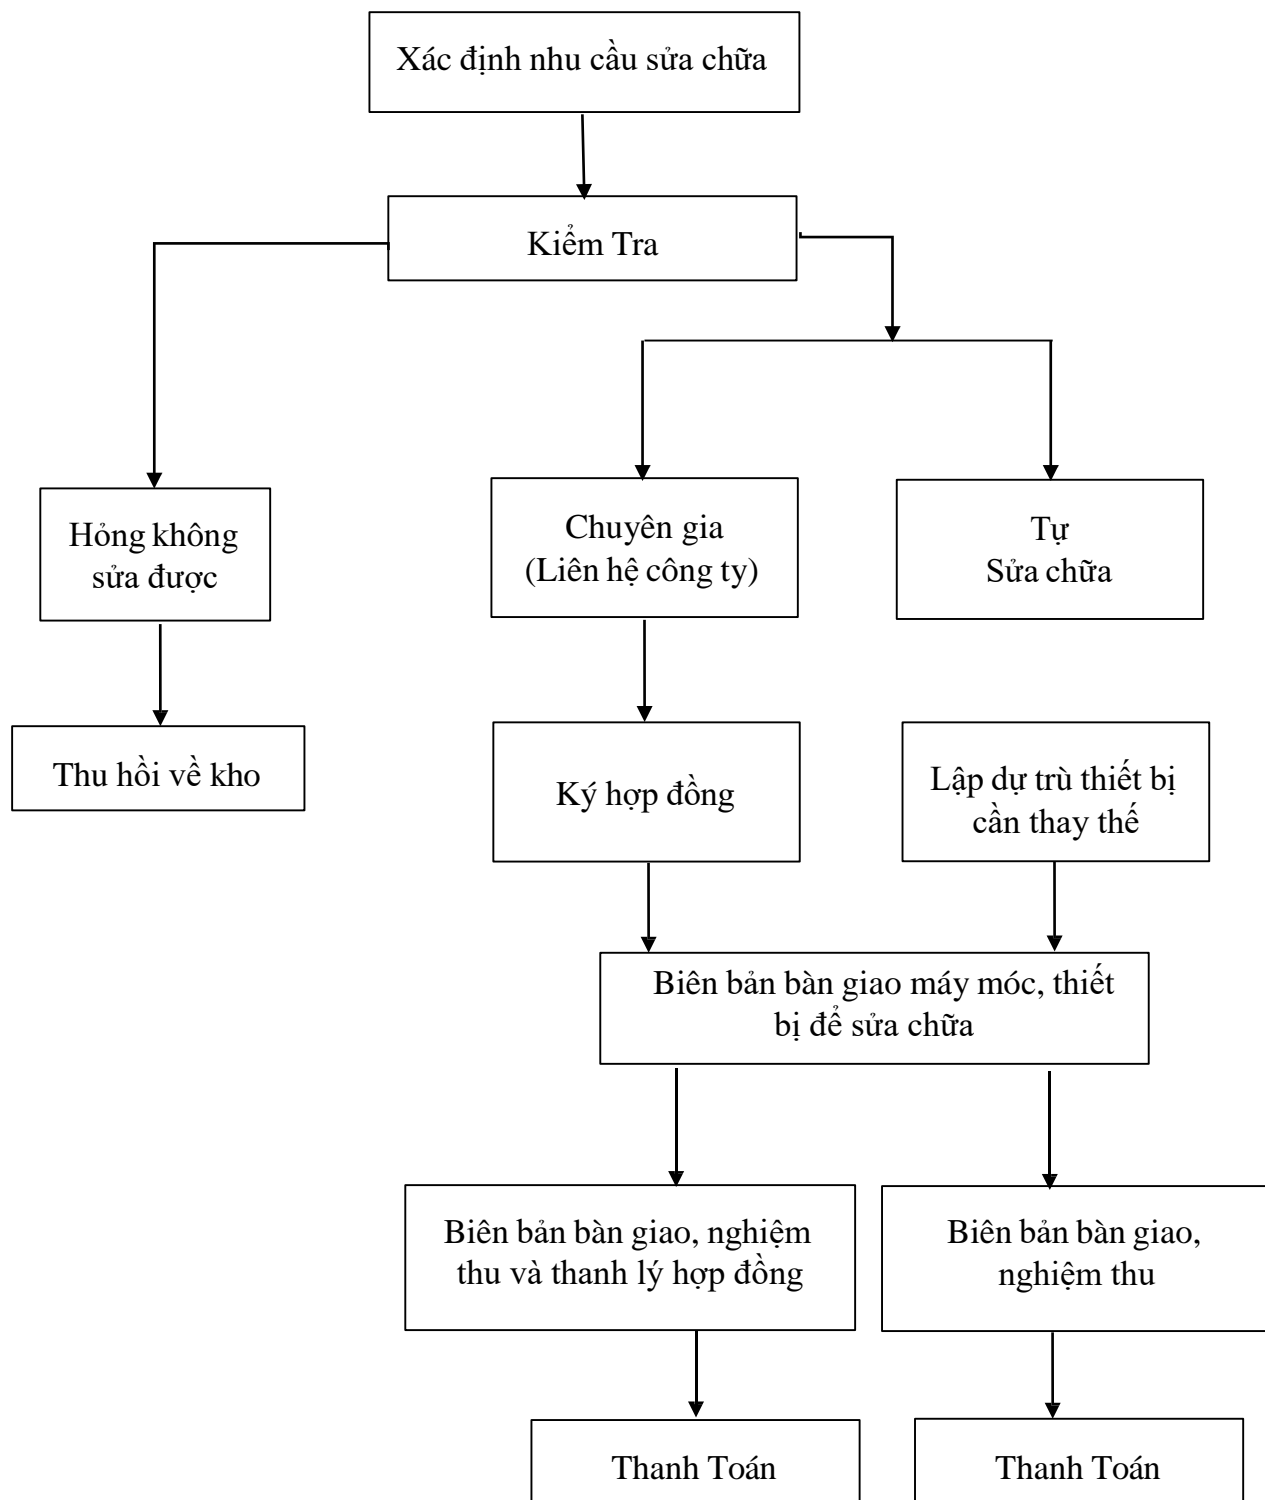 Xác định nhu cầu sửa chữa
Kiểm Tra
Hỏng không
sửa được
Chuyên gia
(Liên hệ công ty)
Tự
Sửa chữa
Thu hồi về kho
Ký hợp đồng
Lập dự trù thiết bị
cần thay thế
Biên bản bàn giao máy móc, thiết
bị để sửa chữa
Biên bản bàn giao, nghiệm
thu và thanh lý hợp đồng
Biên bản bàn giao,
nghiệm thu
Thanh Toán
Thanh Toán